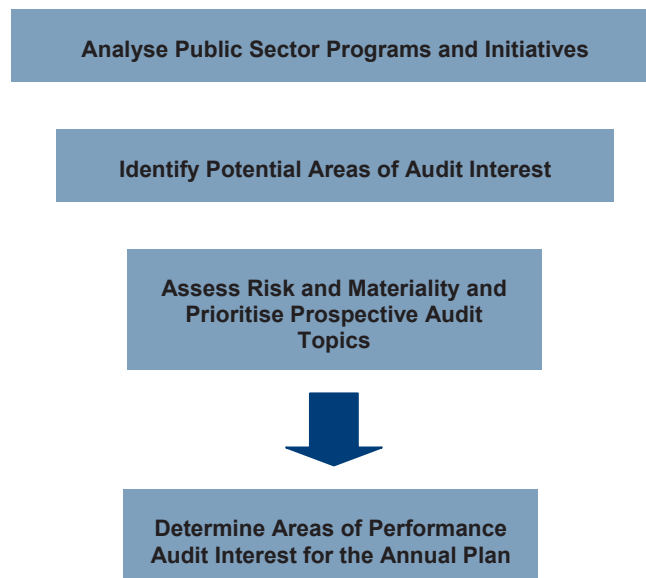 Analyse Public Sector Programs and Initiatives
Identify Potential Areas of Audit Interest
Assess Risk and Materiality and
Prioritise Prospective Audit
Topics
Determine Areas of Performance
Audit Interest for the Annual Plan